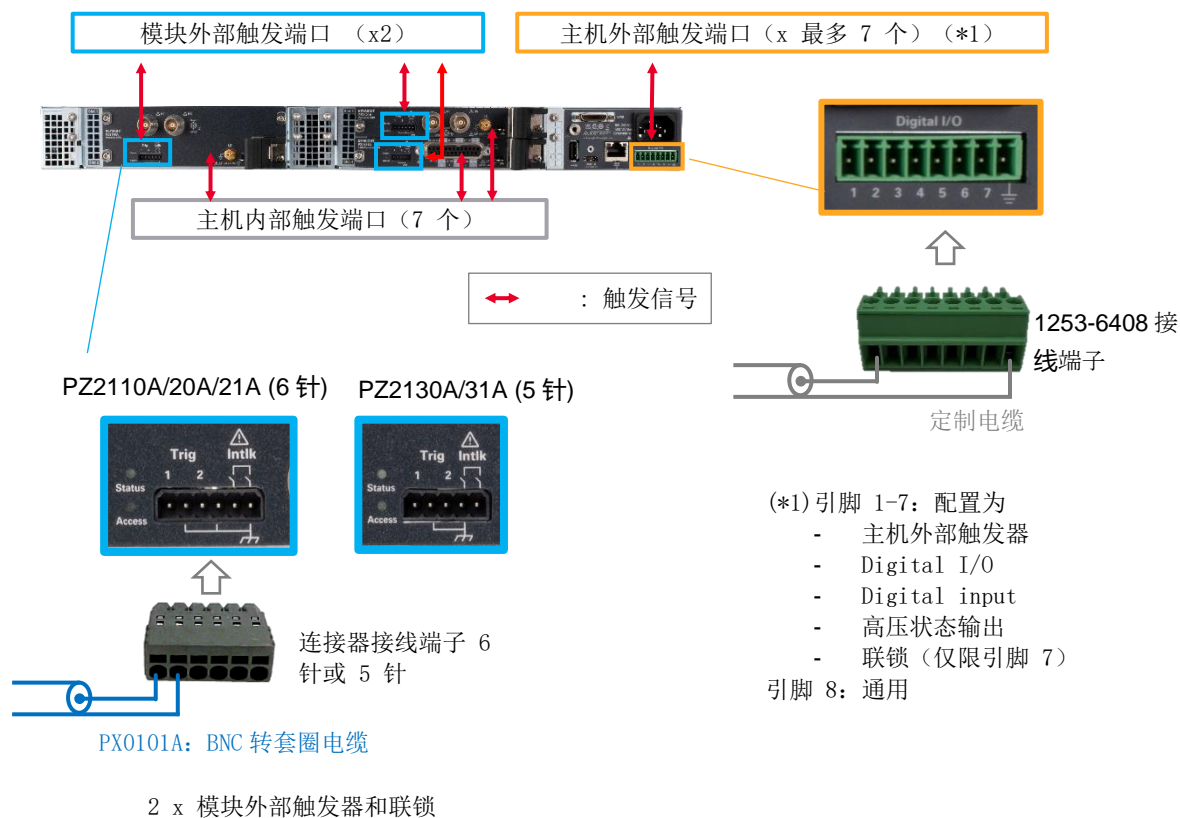 模块外部触发端口 （x2）
主机外部触发端口（x 最多 7 个）（*1）
主机内部触发端口（7 个）
Digital I/O
1 2 3 4 5 6 7
: 触发信号
1253-6408 接
线端子
定制电缆
PZ2110A/20A/21A (6 针)
PZ2130A/31A (5 针)
Trig Intlk
1 2
Status
Access
Trig Intlk
1 2
Status
Access
连接器接线端子 6
针或 5 针
PX0101A: BNC 转套圈电缆
2 x 模块外部触发器和联锁
(*1)引脚 1-7: 配置为
- 主机外部触发器
- Digital I/O
- Digital input
- 高压状态输出
- 联锁（仅限引脚 7）
引脚 8: 通用